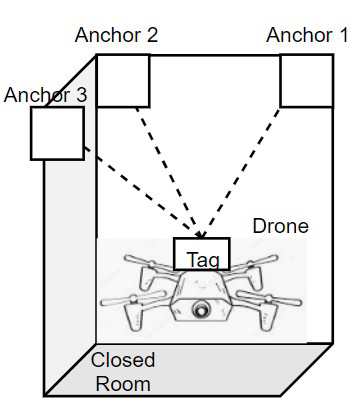 Anchor 2
Anchor 1
Anchor 3
Drone
Tag
Closed
Room